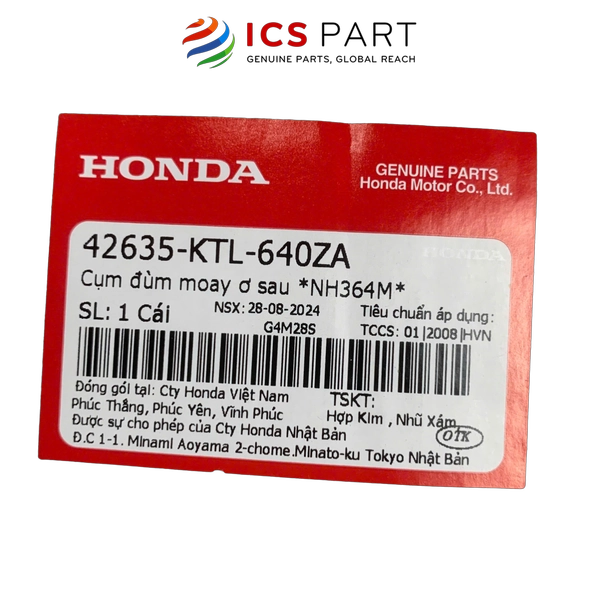 ICS PART
GENUINE PARTS, GLOBAL REACH
HONDA
GENUINE PARTS
Honda Motor Co., Ltd.
HONDA
42635-KTL-640ZA
Cụm đùm moay ơ sau *NH364M*
SL: 1 Cái
NSX: 28-08-2024
G4M28S
Tiêu chuẩn áp dụng:
TCCS: 01|2008|HVN
Đóng gói tại: Cty Honda Việt Nam
Phúc Thắng, Phúc Yên, Vĩnh Phúc
Được sự cho phép của Cty Honda Nhật Bản
Đ.C 1-1. Minami Aoyama 2-chome.Minato-ku Tokyo Nhật Bản
TSKT:
Hợp Kim , Nhũ Xám
OTK